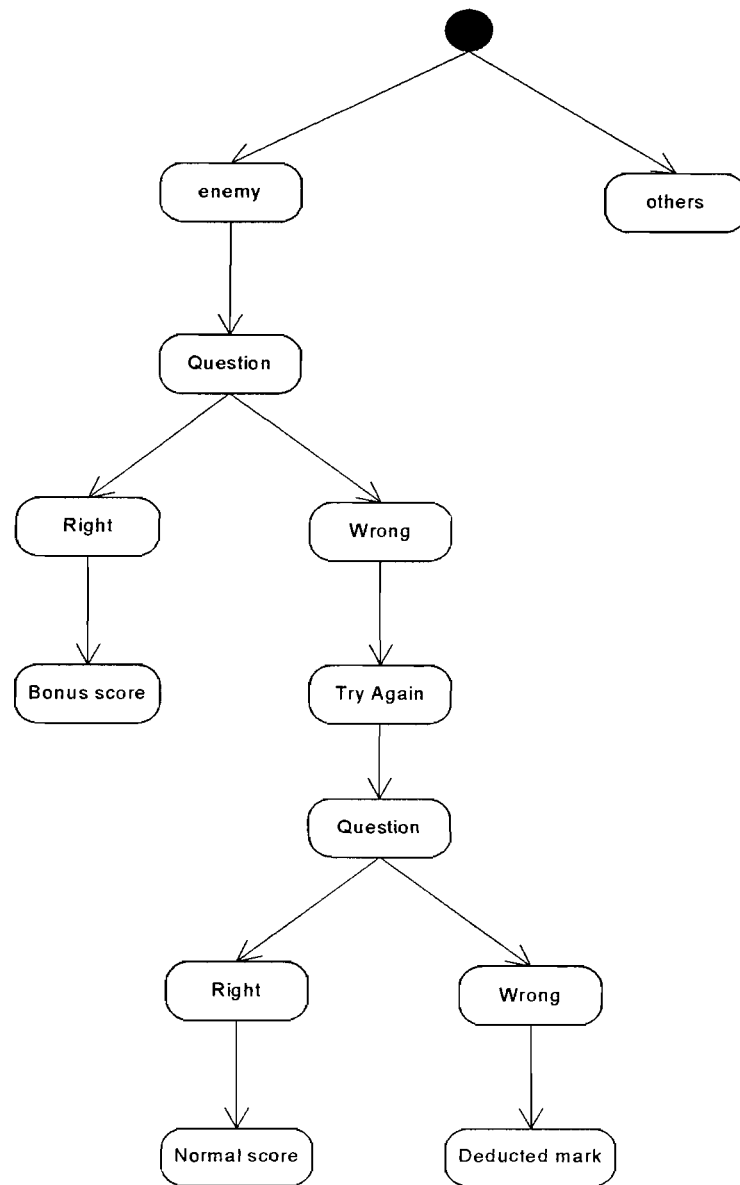 enemy
others
Question
Right
Wrong
Bonus score
Try Again
Question
Right
Wrong
Normal score
Deducted mark